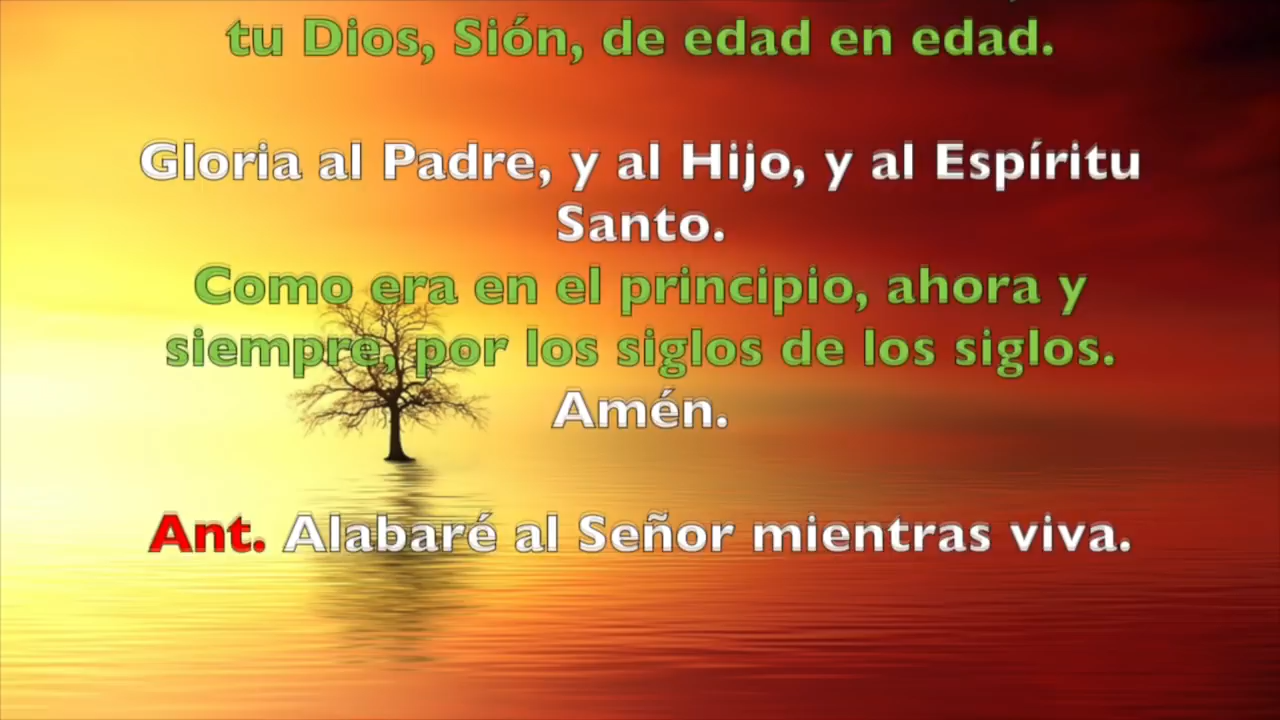 tu Dios, Sión, de edad en edad.
Gloria al Padre, y al Hijo, y al Espíritu
Santo.
Como era en el principio, ahora y
siempre, por los siglos de los siglos.
Amén.
Ant. Alabaré al Señor mientras viva.